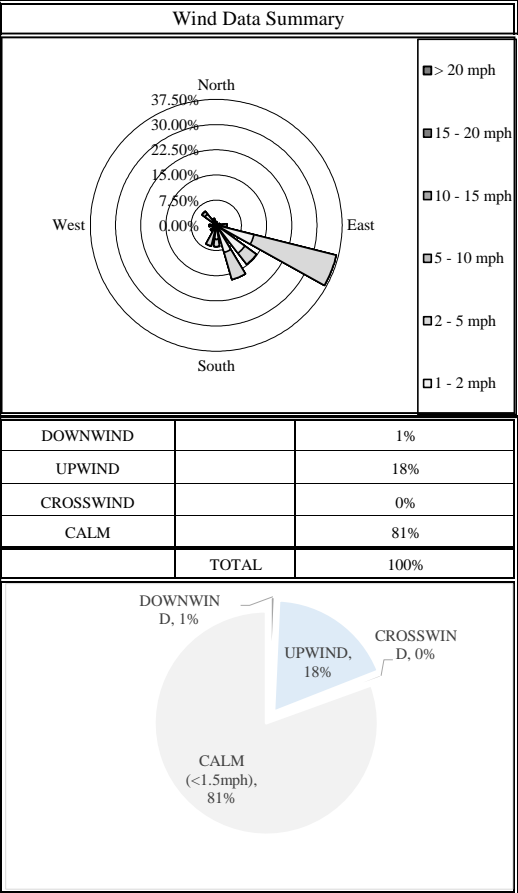 Wind Data Summary
North
37.50%
30.00%
22.50%
15.00%
7.50%
0.00%
West
East
South
> 20 mph
15 - 20 mph
10 - 15 mph
5 - 10 mph
2 - 5 mph
1 - 2 mph
DOWNWIND 1%
UPWIND 18%
CROSSWIND 0%
CALM 81%
TOTAL 100%
DOWNWIN
D, 1%
UPWIND,
18%
CROSSWIN
D, 0%
CALM
(<1.5mph),
81%